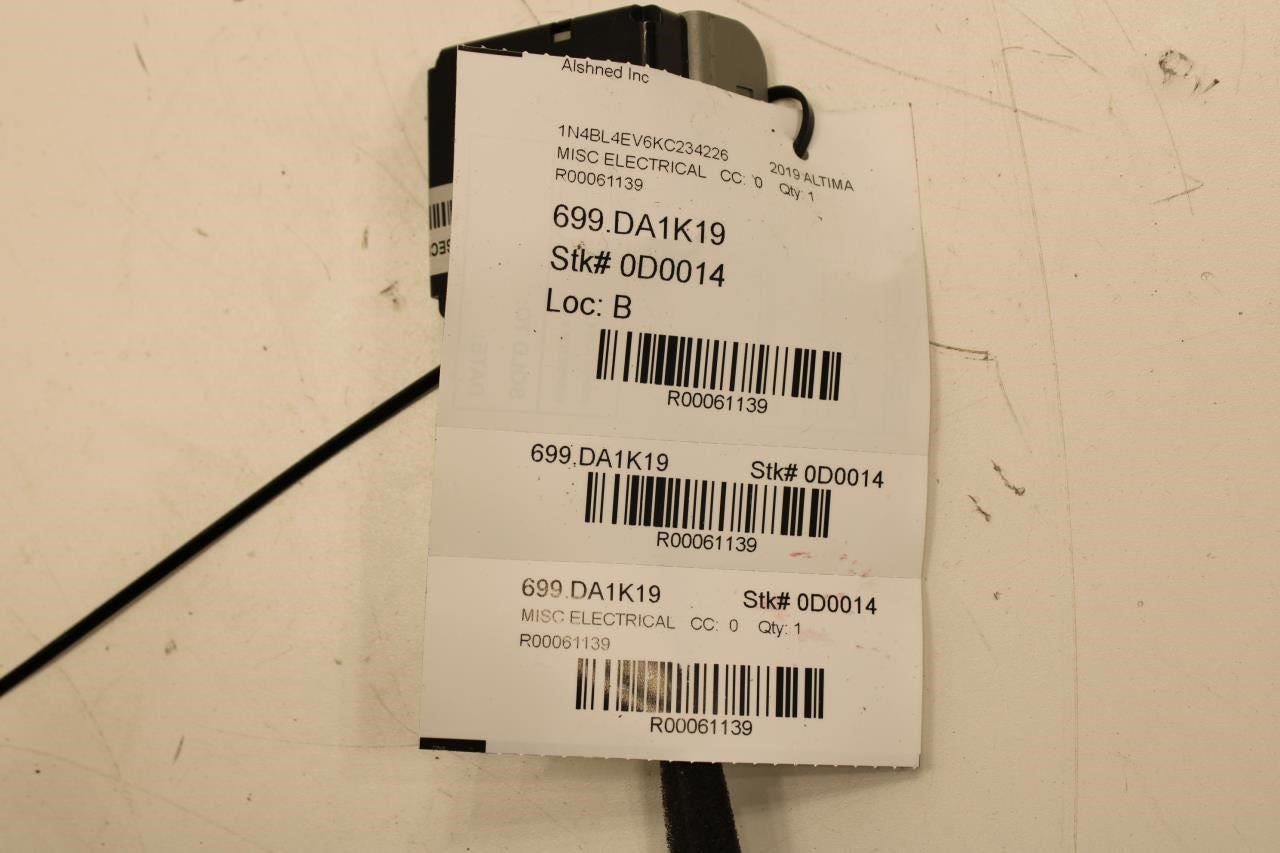 Alshned Inc
1N4BL4EV6KC234226 2019 ALTIMA
MISC ELECTRICAL CC: 0 Qty: 1
R00061139
699.DA1K19
Stk# 0D0014
Loc: B
R00061139
699.DA1K19 Stk# 0D0014
R00061139
699.DA1K19 Stk# 0D0014
MISC ELECTRICAL CC: 0 Qty: 1
R00061139
R00061139